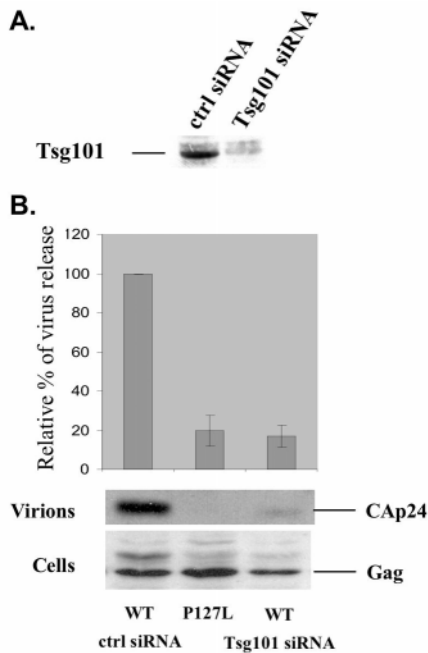 A.
ctrl siRNA
Tsg101 siRNA
Tsg101
B.
Relative % of virus release
120
100
80
60
40
20
0
Virions
CAp24
Cells
Gag
WT P127L WT
ctrl siRNA Tsg101 siRNA